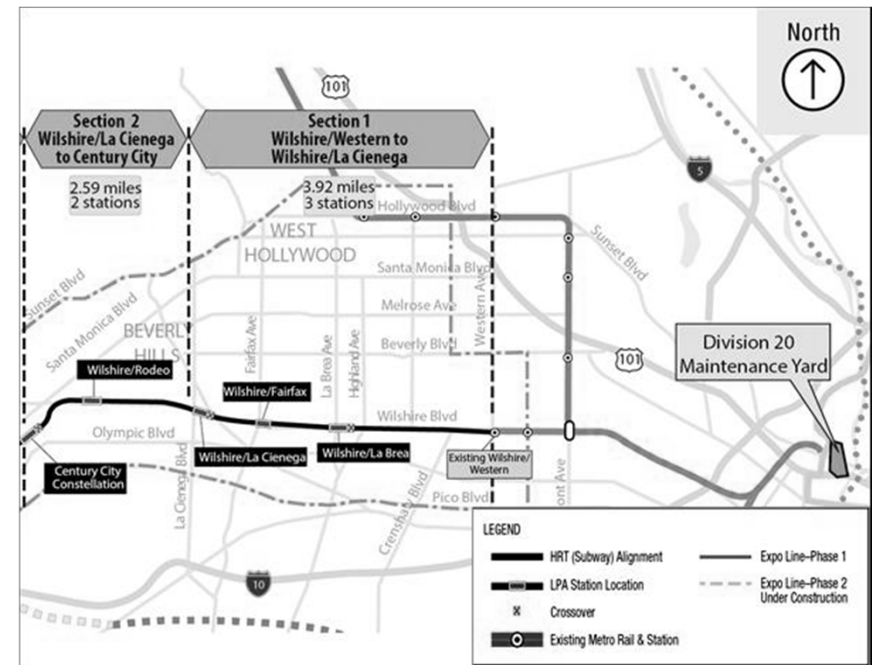 North
101
Section 2
Wilshire/La Cienega
to Century City
Section 1
Wilshire/Western to
Wilshire/La Cienega
2.59 miles
2 stations
3.92 miles
3 stations
5
Hollywood Blvd
WEST
HOLLYWOOD
Sunset Blvd
Sunset Blvd
Santa Monica Blvd
Santa Monica Blvd
Western Ave
Melrose Ave
BEVERLY
HILLS
Fairfax Ave
La Brea Ave
Highland Ave
Beverly Blvd
101
Division 20
Maintenance Yard
Wilshire/Rodeo
Wilshire/Fairfax
Wilshire Blvd
Olympic Blvd
Wilshire/La Cienega
Wilshire/La Brea
Existing Wilshire/
Western
Century City
Constellation
La Cienega Blvd
Crenshaw Blvd
Pico Blvd
ont Ave
10
LEGEND
HRT (Subway) Alignment
LPA Station Location
Crossover
Existing Metro Rail & Station
Expo Line–Phase 1
Expo Line–Phase 2
Under Construction